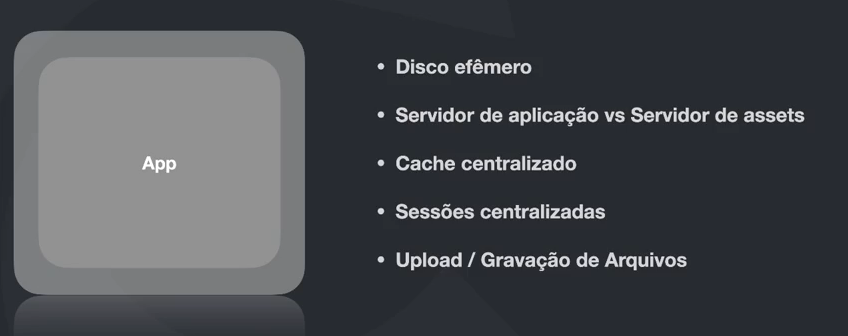 App
• Disco efêmero
• Servidor de aplicação vs Servidor de assets
• Cache centralizado
• Sessões centralizadas
• Upload / Gravação de Arquivos